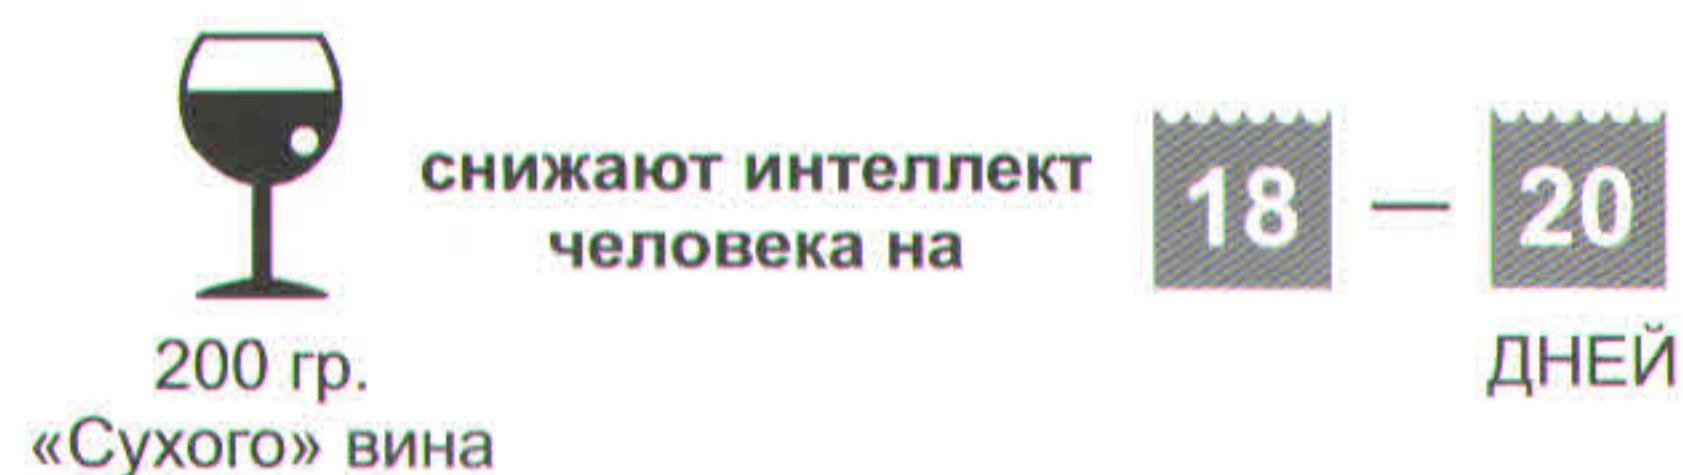 снижают интеллект
человека на
18 — 20
ДНЕЙ
200 гр.
«Сухого» вина